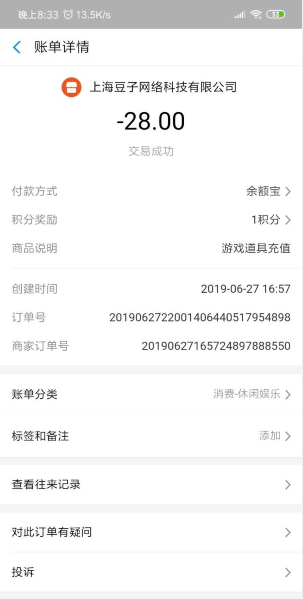 晚上8:33 13.5K/s
账单详情
上海豆子网络科技有限公司
-28.00
交易成功
付款方式 余额宝
积分奖励 1积分
商品说明 游戏道具充值
创建时间 2019-06-27 16:57
订单号 2019062722001406440517954898
商家订单号 20190627165724897888550
账单分类 消费-休闲娱乐
标签和备注 添加
查看往来记录
对此订单有疑问
投诉